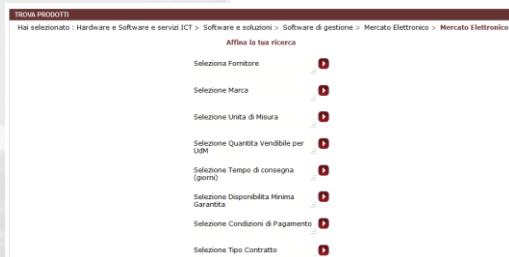 TROVA PRODOTTI
Hai selezionato : Hardware e Software e servizi ICT > Software e soluzioni > Software di gestione > Mercato Elettronico > Mercato Elettronico
Affina la tua ricerca
Seleziona Fornitore
Selezione Marca
Selezione Unita di Misura
Selezione Quantita Vendibile per
UdM
Selezione Tempo di consegna
(giorni)
Selezione Disponibilita Minima
Garantita
Selezione Condizioni di Pagamento
Selezione Tipo Contratto